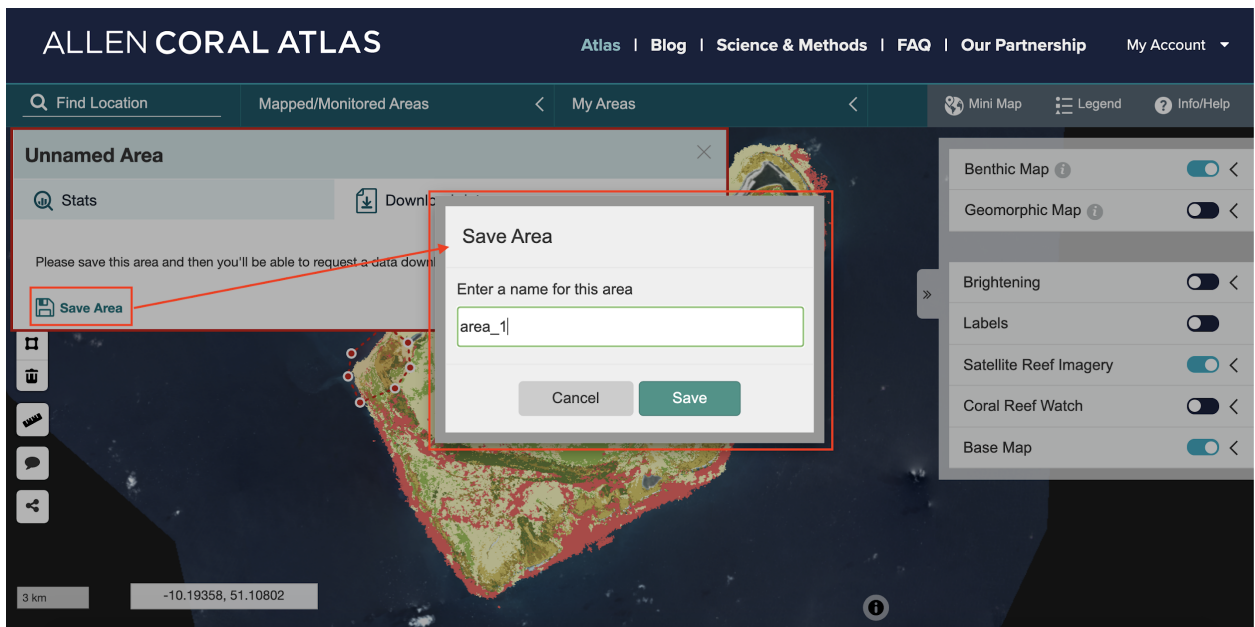 ALLEN CORAL ATLAS
Atlas | Blog | Science & Methods | FAQ | Our Partnership My Account
Find Location Mapped/Monitored Areas My Areas Mini Map Legend Info/Help
Unnamed Area
Stats
Please save this area and then you'll be able to request a data
Save Area
Save Area
Enter a name for this area
area_1
Cancel Save
Benthic Map
Geomorphic Map
Brightening
Labels
Satellite Reef Imagery
Coral Reef Watch
Base Map
3 km
-10.19358, 51.10802